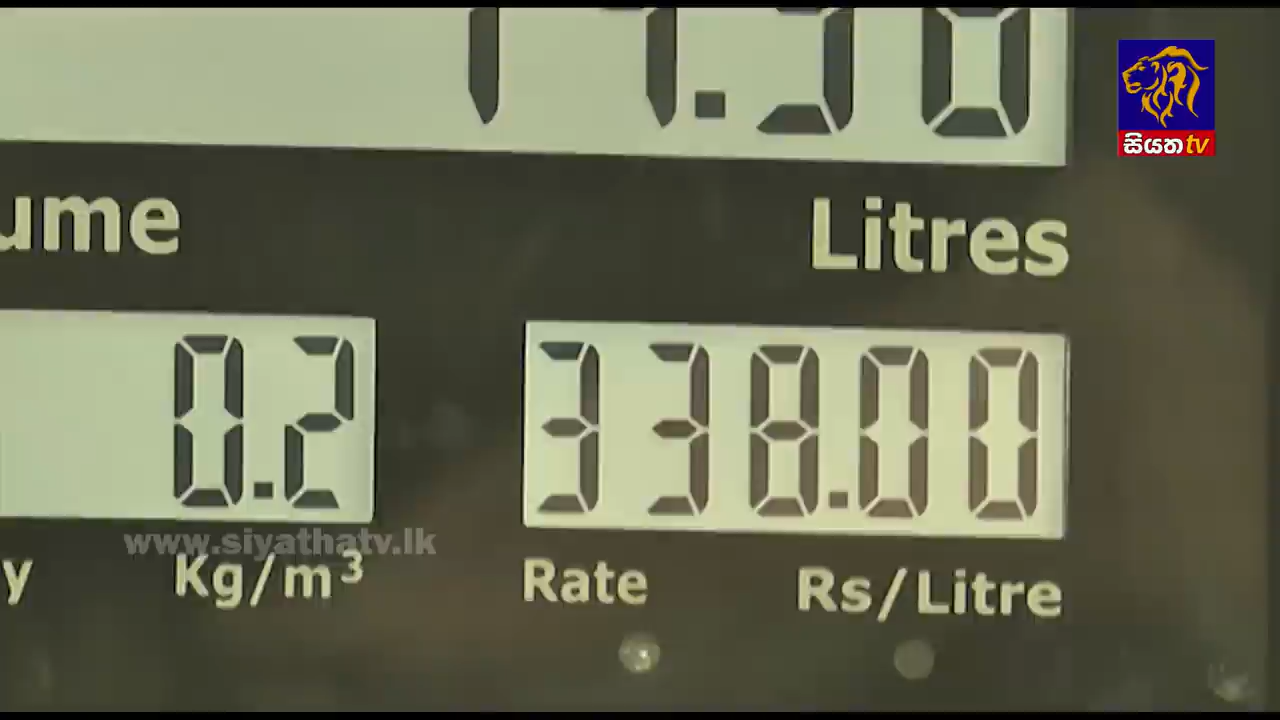 සියත tv
ume Litres
0.2 338.00
www.siyathatv.lk
y Kg/m³ Rate Rs/Litre